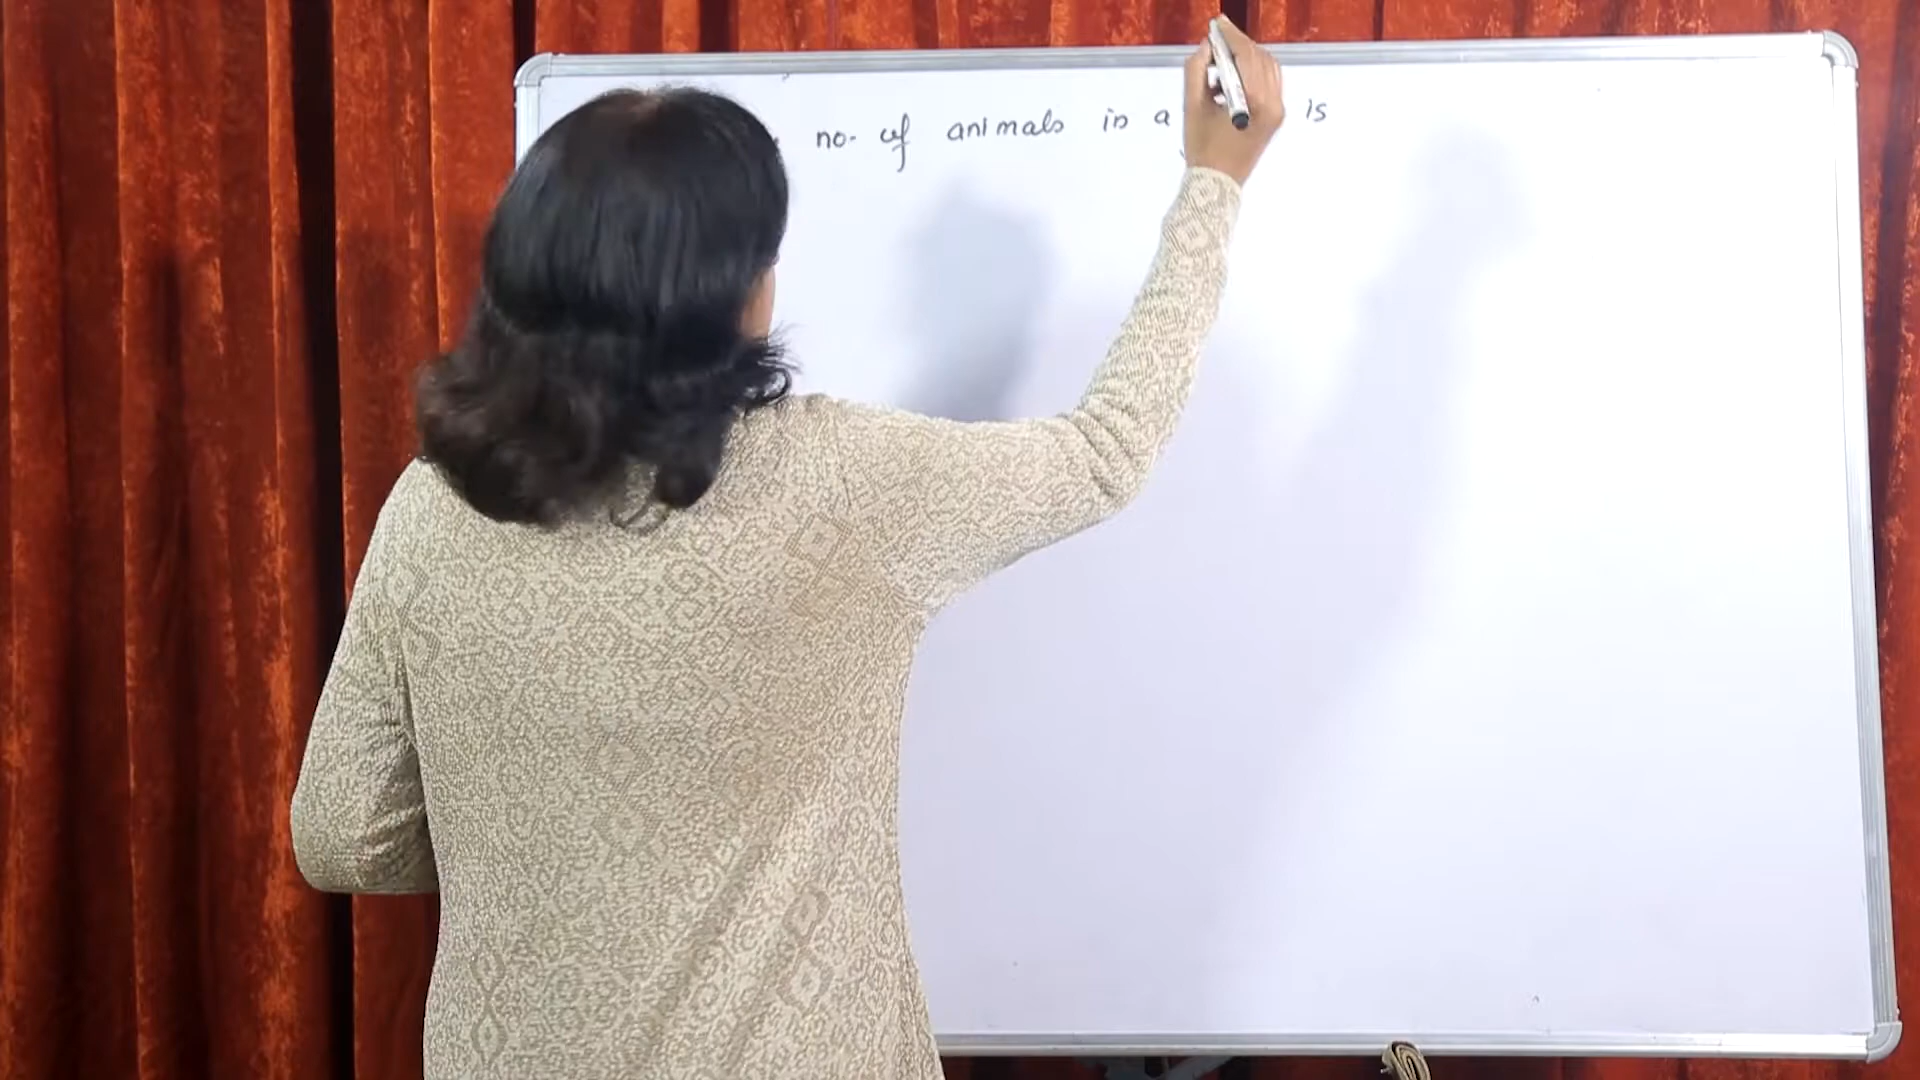 no. of animals in a is